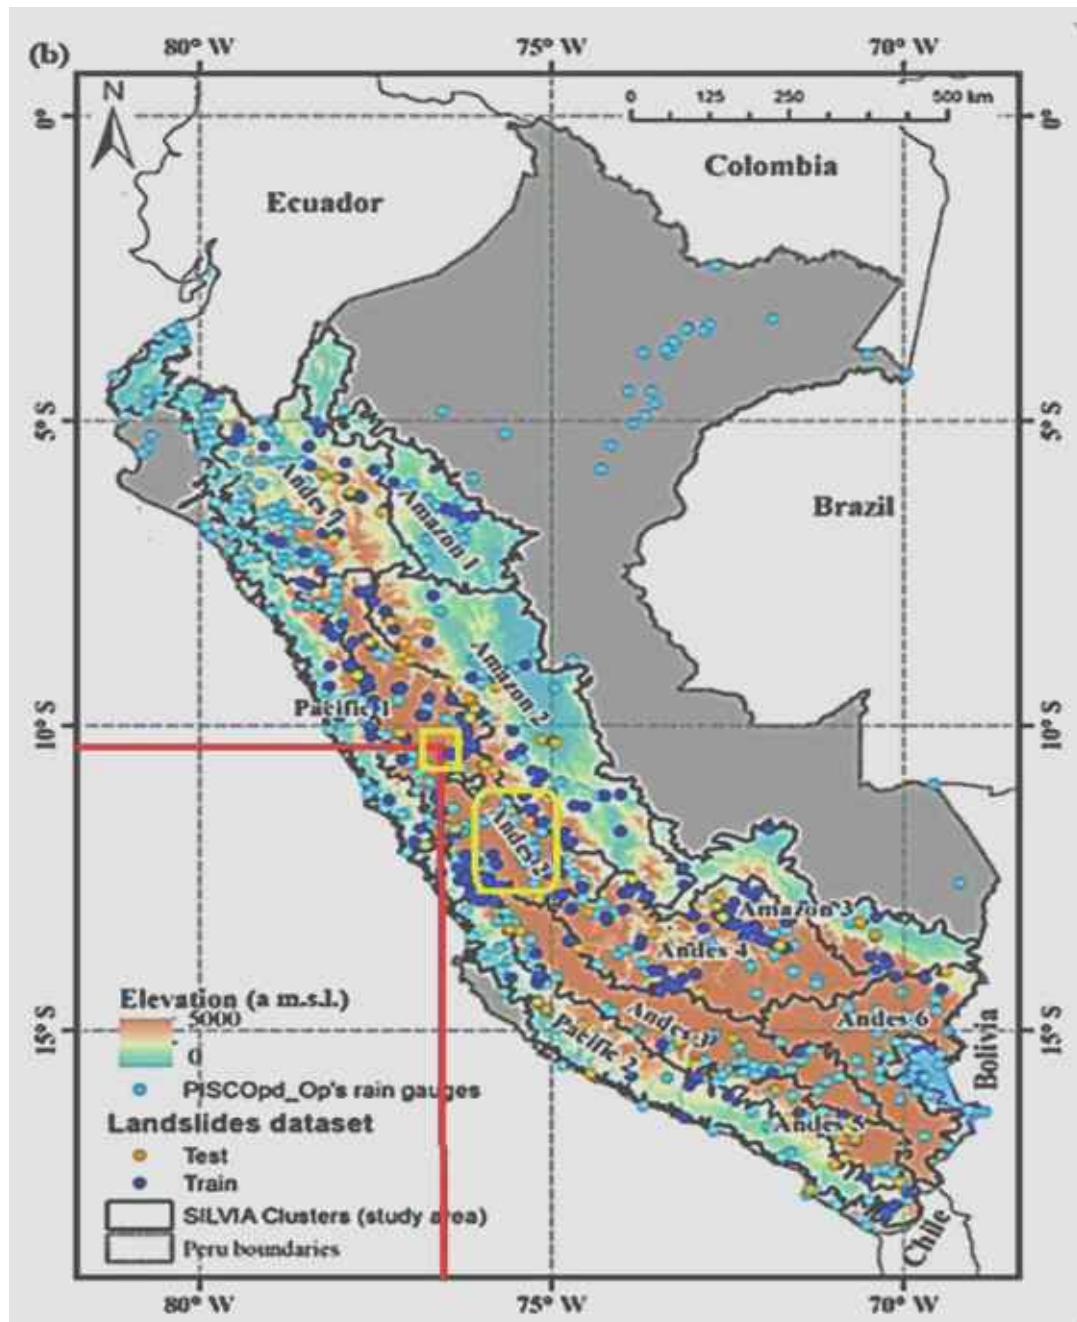 (b)
80° W 75° W 70° W
N
0 125 250 500 km
0° 0°
Colombia
Ecuador
5°S 5°S
Brazil
Andes
Amazon 1
Amazon 2
Pacific 1
10°S 10°S
Andes
Amazon 3
Andes 4
Elevation (a m.s.l.)
5000
0
Andes
Andes 6
15°S 15°S
Pacific 2
Bolivia
PISCOpd_Op's rain gauges
Landslides dataset
Andes 5
Test
Train
SILVIA Clusters (study area)
Peru boundaries
Chile
80° W 75° W 70° W